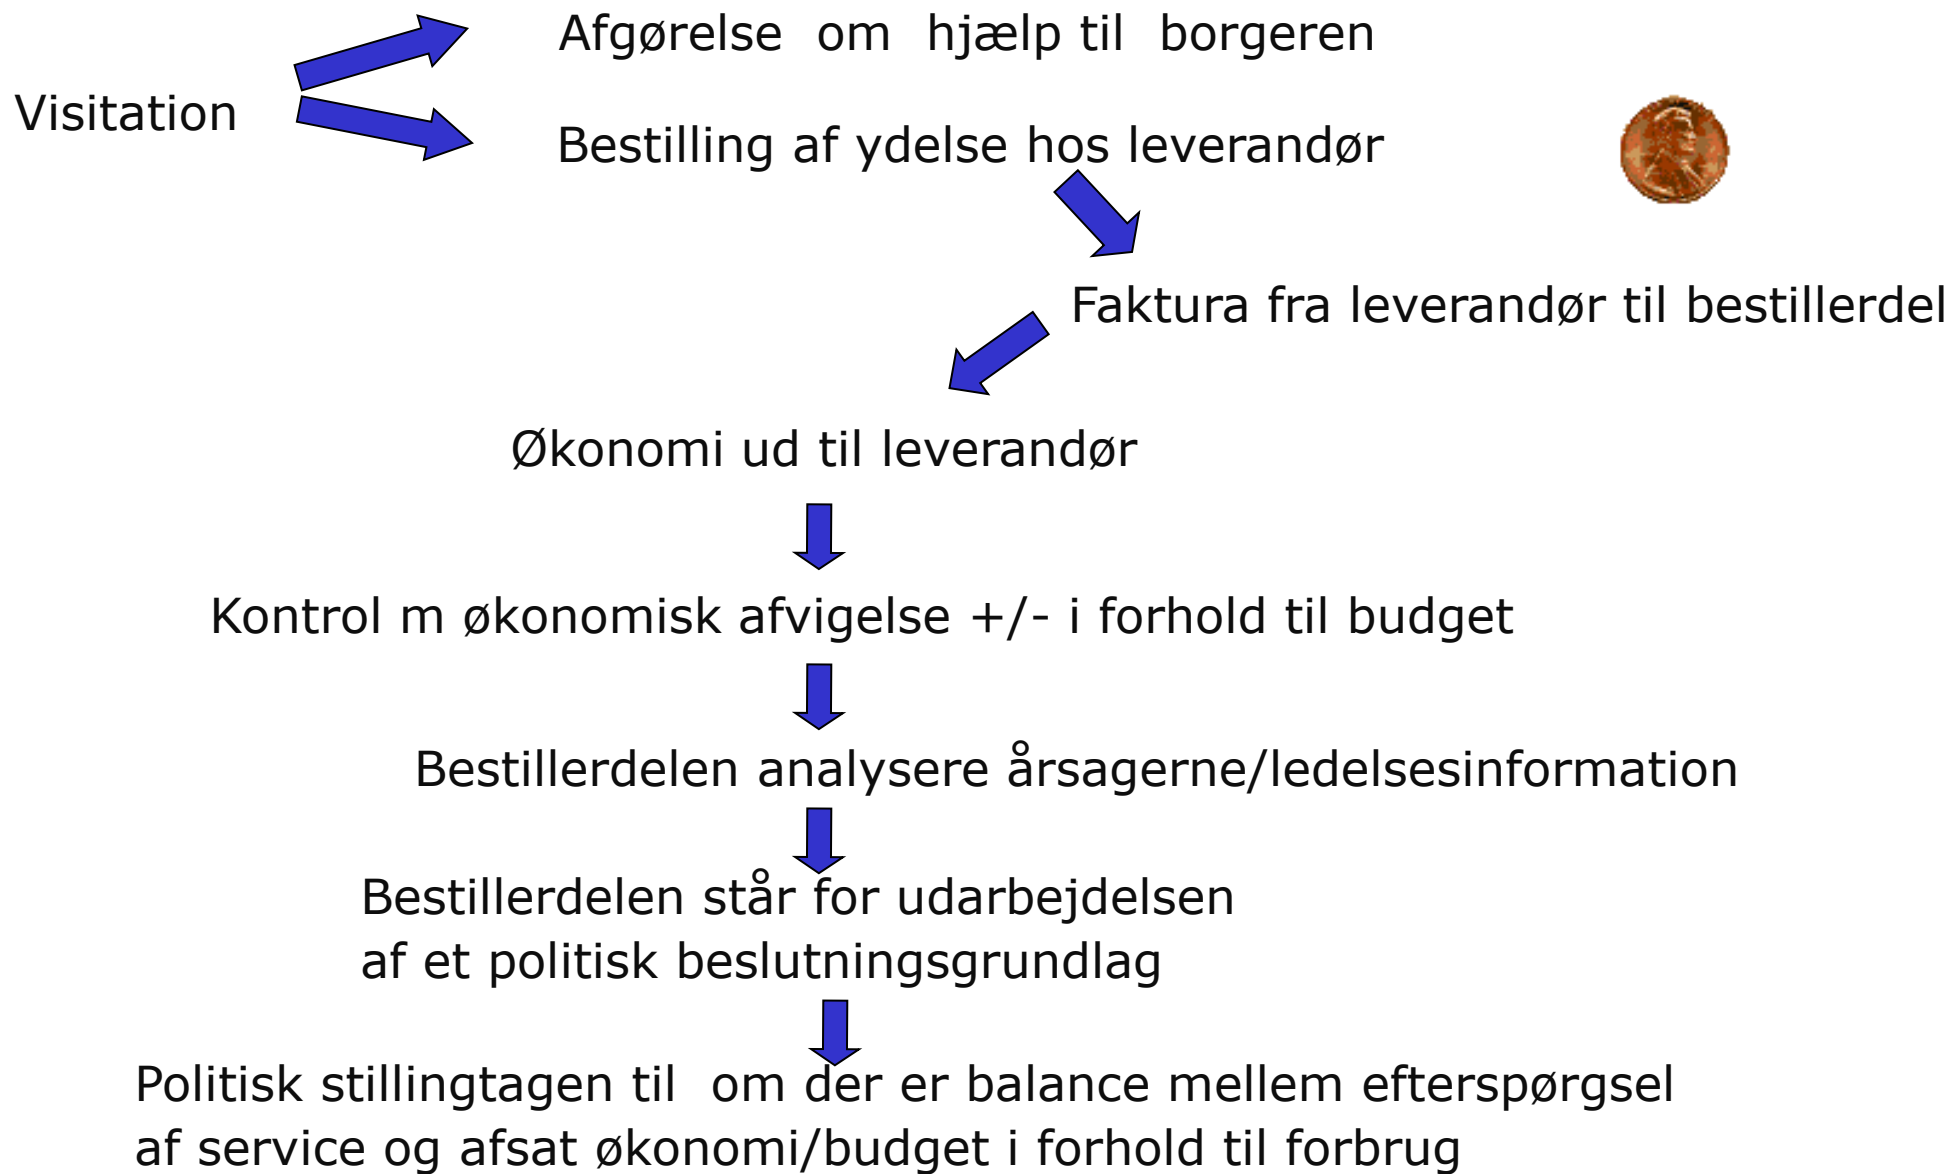 Afgørelse om hjælp til borgeren
Visitation
Bestilling af ydelse hos leverandør
Faktura fra leverandør til bestillerdel
Økonomi ud til leverandør
Kontrol m økonomisk afvigelse +/- i forhold til budget
Bestillerdelen analysere årsagerne/ledelsesinformation
Bestillerdelen står for udarbejdelsen
af et politisk beslutningsgrundlag
Politisk stillingtagen til om der er balance mellem efterspørgsel
af service og afsat økonomi/budget i forhold til forbrug